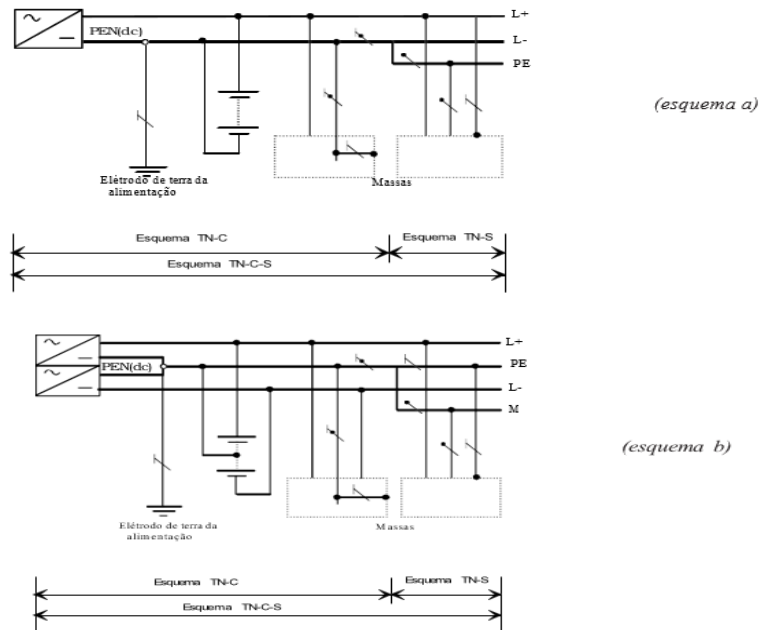 L+
PEN(dc)
L-
PE
(esquema a)
Elétrodo de terra da
alimentação
Massas
Esquema TN-C
Esquema TN-S
Esquema TN-C-S
L+
PEN(dc)
PE
L-
M
(esquema b)
Elétrodo de terra da
alimentação
Massas
Esquema TN-C
Esquema TN-S
Esquema TN-C-S